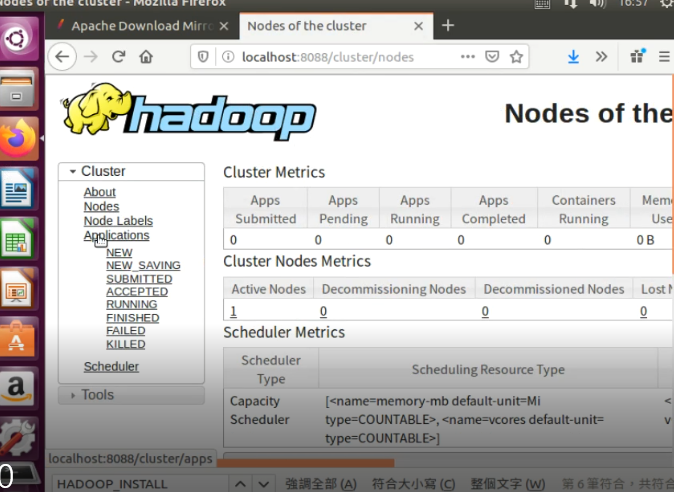 Nodes of the cluster - Mozilla Firefox
16:57
Apache Download Mirro
Nodes of the cluster
localhost:8088/cluster/nodes
hadoop
Nodes of the
Cluster
About
Nodes
Node Labels
Applications
NEW
NEW_SAVING
SUBMITTED
ACCEPTED
RUNNING
FINISHED
FAILED
KILLED
Scheduler
Tools
Cluster Metrics
Apps Submitted Apps Pending Apps Running Apps Completed Containers Running Mem Use
0 0 0 0 0 0 B
Cluster Nodes Metrics
Active Nodes Decommissioning Nodes Decommissioned Nodes Lost N
1 0 0 0
Scheduler Metrics
Scheduler Type Scheduling Resource Type
Capacity Scheduler [<name=memory-mb default-unit=Mi
type=COUNTABLE>, <name=vcores default-unit=
type=COUNTABLE>]
<
v
localhost:8088/cluster/apps
0
HADOOP_INSTALL 強調全部 (A) 符合大小寫 (C) 整個文字 (W) 第 6 筆符合，共符合